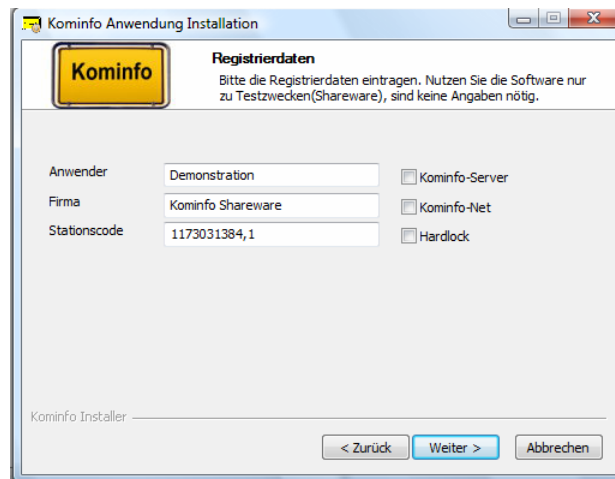 Kominfo Anwendung Installation
Kominfo
Registrierdaten
Bitte die Registrierdaten eintragen. Nutzen Sie die Software nur
zu Testzwecken(Shareware), sind keine Angaben nötig.
Anwender
Demonstration
Kominfo-Server
Firma
Kominfo Shareware
Kominfo-Net
Stationscode
1173031384,1
Hardlock
Kominfo Installer
< Zurück
Weiter >
Abbrechen